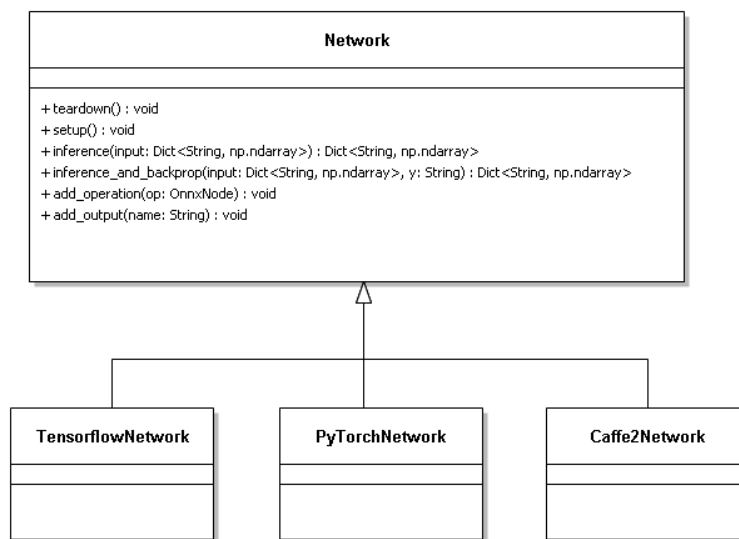 Network
+ teardown() : void
+ setup() : void
+ inference(input: Dict<String, np.ndarray>) : Dict<String, np.ndarray>
+ inference_and_backprop(input: Dict<String, np.ndarray>, y: String) : Dict<String, np.ndarray>
+ add_operation(op: OnnxNode) : void
+ add_output(name: String) : void
TensorflowNetwork
PyTorchNetwork
Caffe2Network